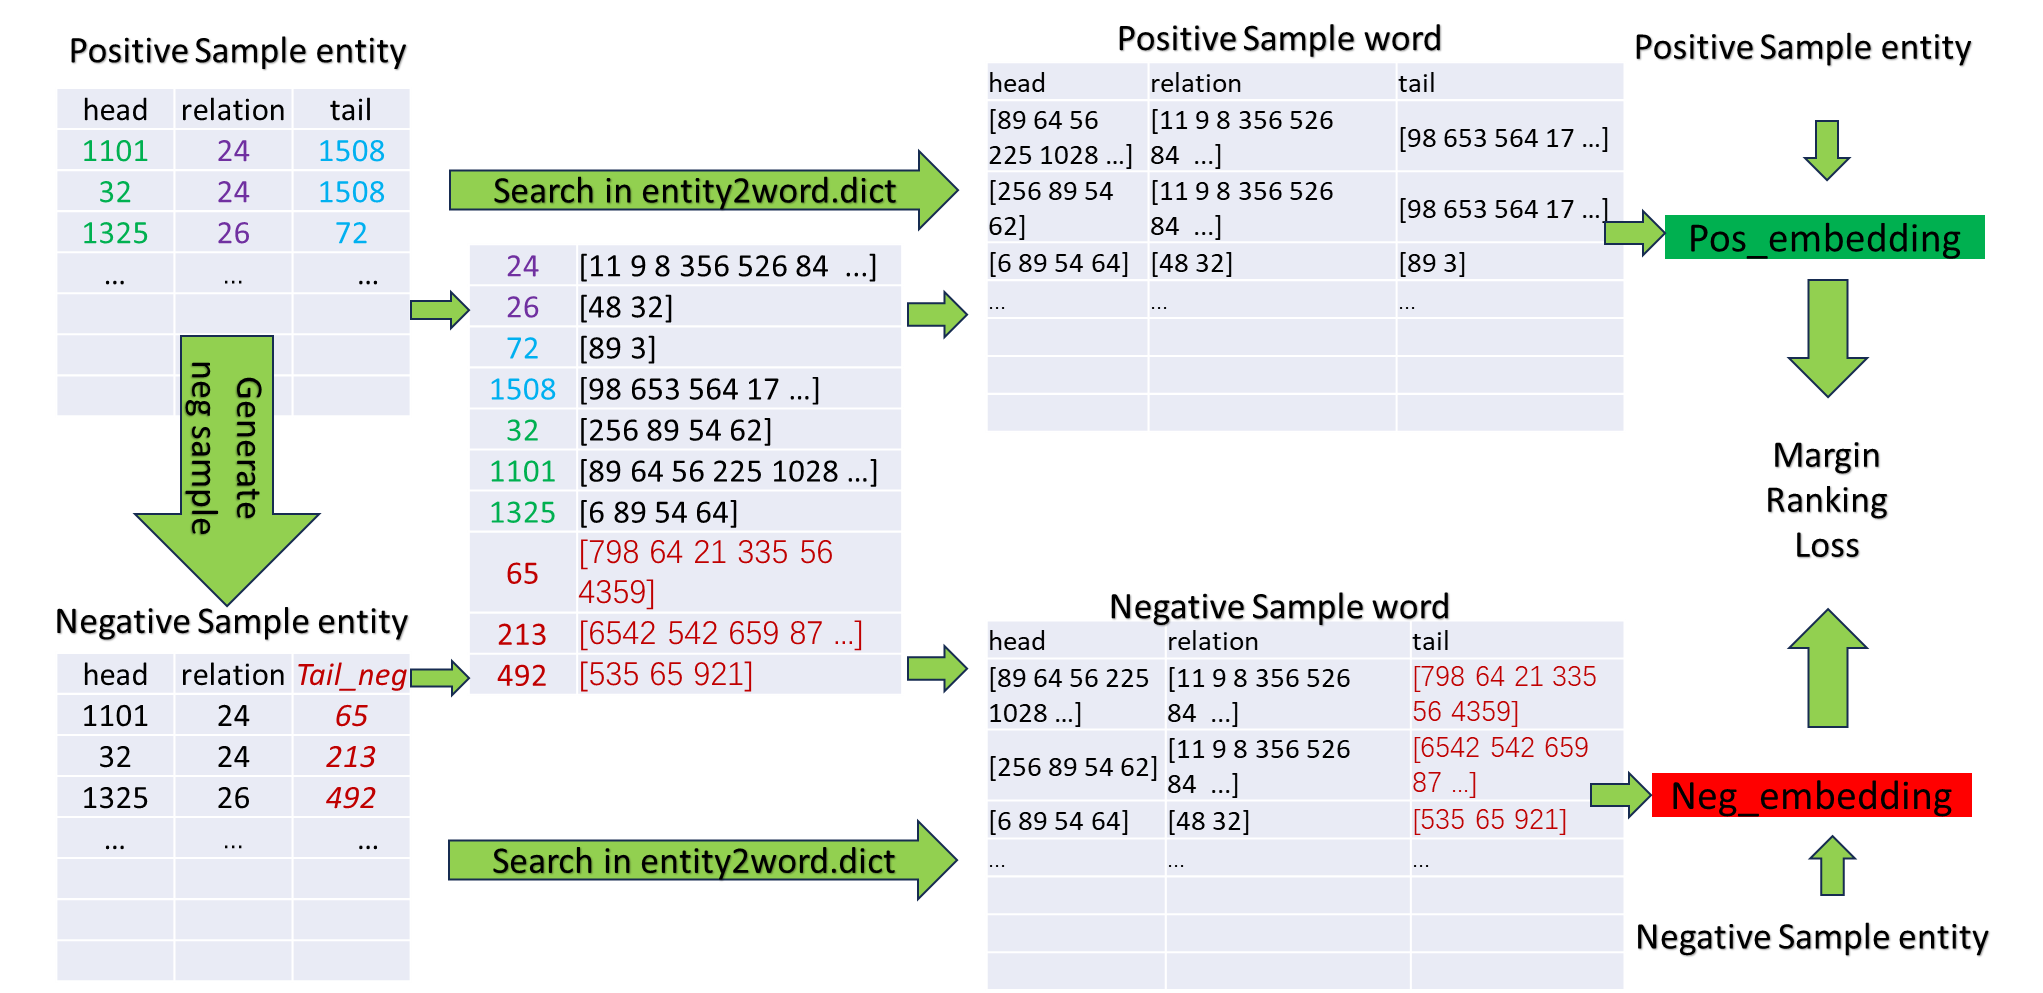 Positive Sample entity
head relation tail
1101 24 1508
32 24 1508
1325 26 72
... ... ...
Generate
neg sample
Negative Sample entity
head relation Tail_neg
1101 24 65
32 24 213
1325 26 492
... ... ...
Search in entity2word.dict
24 [11 9 8 356 526 84 ...]
26 [48 32]
72 [89 3]
1508 [98 653 564 17 ...]
32 [256 89 54 62]
1101 [89 64 56 225 1028 ...]
1325 [6 89 54 64]
65 [798 64 21 335 56
4359]
213 [6542 542 659 87 ...]
492 [535 65 921]
Search in entity2word.dict
Positive Sample word
head relation tail
[89 64 56
225 1028 ...]
[11 9 8 356 526
84 ...]
[98 653 564 17 ...]
[256 89 54
62]
[11 9 8 356 526
84 ...]
[98 653 564 17 ...]
[6 89 54 64] [48 32] [89 3]
... ... ...
Negative Sample word
head relation tail
[89 64 56 225
1028 ...]
[11 9 8 356 526
84 ...]
[798 64 21 335
56 4359]
[256 89 54 62]
[11 9 8 356 526
84 ...]
[6542 542 659
87 ...]
[6 89 54 64] [48 32] [535 65 921]
... ... ...
Positive Sample entity
Pos_embedding
Margin
Ranking
Loss
Neg_embedding
Negative Sample entity